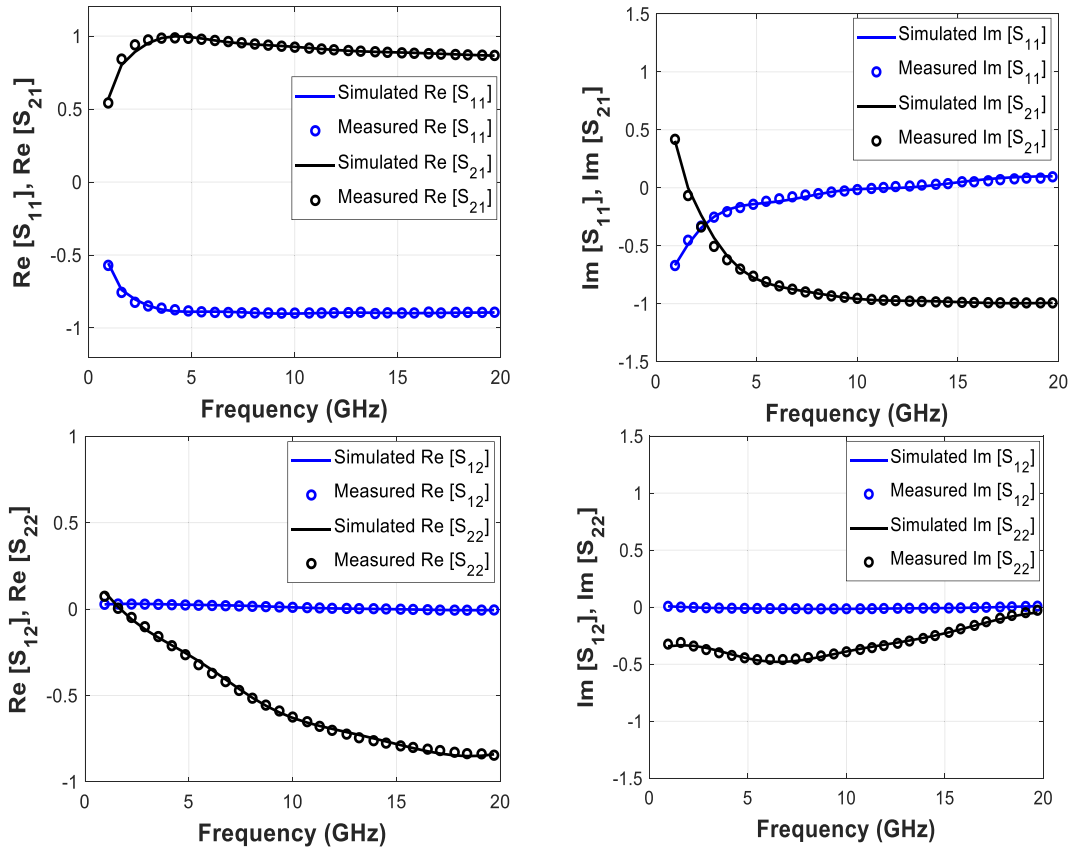 Re [S11], Re [S21]
1
0.5
0
-0.5
-1
Simulated Re [S11]
Measured Re [S11]
Simulated Re [S21]
Measured Re [S21]
0 5 10 15 20
Frequency (GHz)
Im [S11], Im [S21]
1.5
1
0.5
0
-0.5
-1
-1.5
Simulated Im [S11]
Measured Im [S11]
Simulated Im [S21]
Measured Im [S21]
0 5 10 15 20
Frequency (GHz)
Re [S12], Re [S22]
1
0.5
0
-0.5
-1
Simulated Re [S12]
Measured Re [S12]
Simulated Re [S22]
Measured Re [S22]
0 5 10 15 20
Frequency (GHz)
Im [S12], Im [S22]
1.5
1
0.5
0
-0.5
-1
-1.5
Simulated Im [S12]
Measured Im [S12]
Simulated Im [S22]
Measured Im [S22]
0 5 10 15 20
Frequency (GHz)